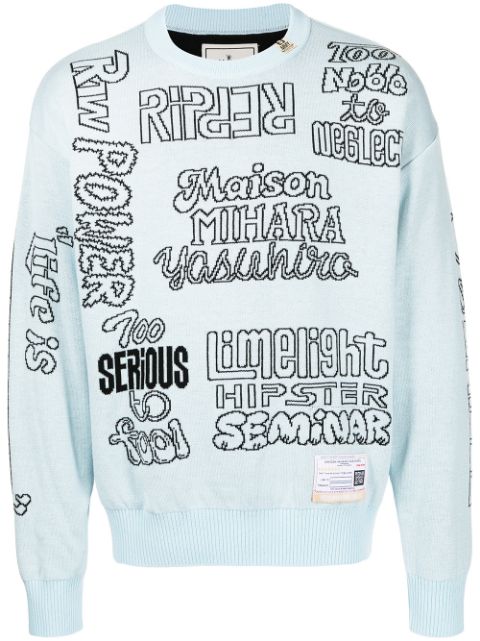 RAW POWER
RIPPER
TOO
Noble
to
NEGLECT
Maison
MIHARA
Yasuhiro
Life is
TOO
SERiOUS
to
fool
Limelight
HIPSTER
SEMiNAR